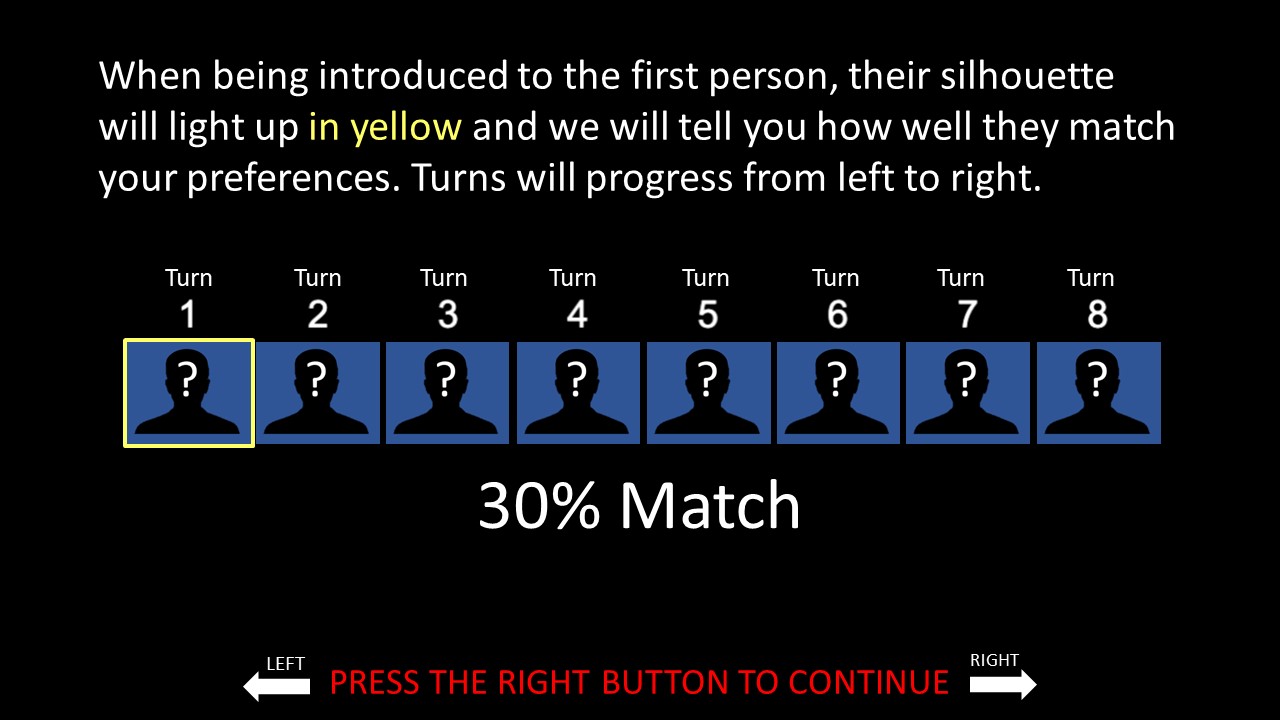 When being introduced to the first person, their silhouette
will light up in yellow and we will tell you how well they match
your preferences. Turns will progress from left to right.
Turn Turn Turn Turn Turn Turn Turn Turn
1 2 3 4 5 6 7 8
? ? ? ? ? ? ? ?
30% Match
LEFT PRESS THE RIGHT BUTTON TO CONTINUE RIGHT